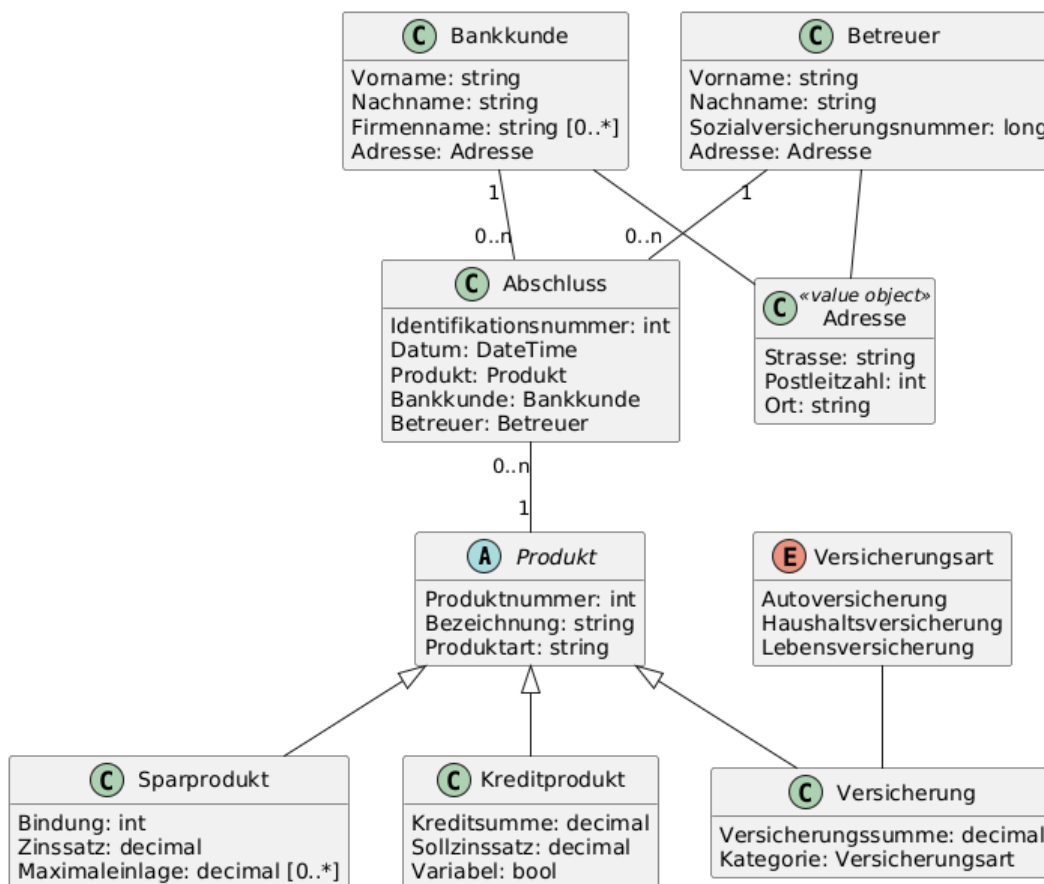 C Bankkunde
Vorname: string
Nachname: string
Firmenname: string [0..*]
Adresse: Adresse
C Betreuer
Vorname: string
Nachname: string
Sozialversicherungsnummer: long
Adresse: Adresse
1
1
0..n
0..n
C Abschluss
Identifikationsnummer: int
Datum: DateTime
Produkt: Produkt
Bankkunde: Bankkunde
Betreuer: Betreuer
C «value object»
Adresse
Strasse: string
Postleitzahl: int
Ort: string
0..n
1
A Produkt
Produktnummer: int
Bezeichnung: string
Produktart: string
E Versicherungsart
Autoversicherung
Haushaltsversicherung
Lebensversicherung
C Sparprodukt
Bindung: int
Zinssatz: decimal
Maximaleinlage: decimal [0..*]
C Kreditprodukt
Kreditsumme: decimal
Sollzinssatz: decimal
Variabel: bool
C Versicherung
Versicherungssumme: decimal
Kategorie: Versicherungsart